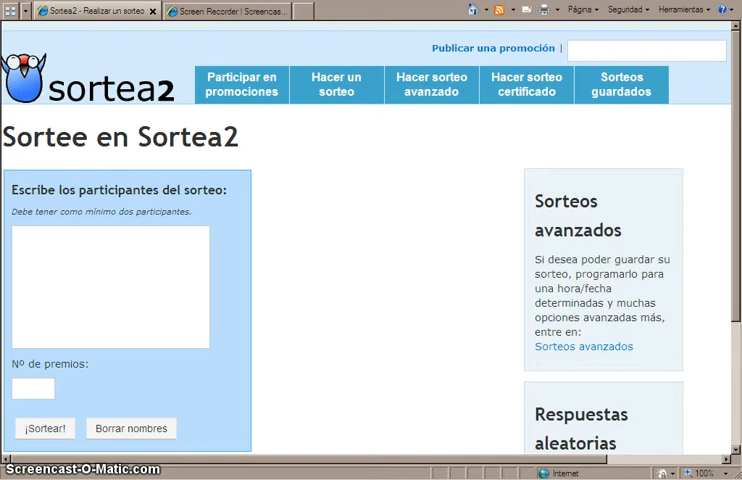 Sortea2 - Realizar un sorteo
Screen Recorder | Screencas...
Página
Seguridad
Herramientas
Publicar una promoción |
sortea2
Participar en promociones
Hacer un sorteo
Hacer sorteo avanzado
Hacer sorteo certificado
Sorteos guardados
Sortee en Sortea2
Escribe los participantes del sorteo:
Debe tener como mínimo dos participantes.
Nº de premios:
¡Sortear!
Borrar nombres
Sorteos
avanzados
Si desea poder guardar su
sorteo, programarlo para
una hora/fecha
determinadas y muchas
opciones avanzadas más,
entre en:
Sorteos avanzados
Respuestas
aleatorias
Screencast-O-Matic.com
Internet
100%